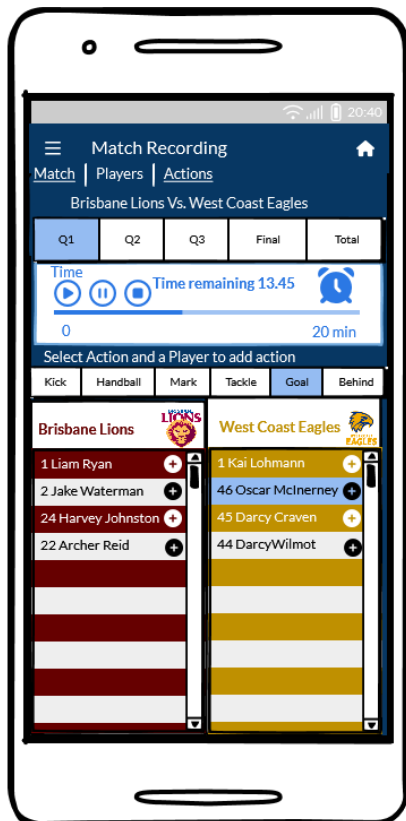 20:40
Match Recording
Match Players Actions
Brisbane Lions Vs. West Coast Eagles
Q1 Q2 Q3 Final Total
Time
Time remaining 13.45
0 20 min
Select Action and a Player to add action
Kick Handball Mark Tackle Goal Behind
Brisbane Lions LIONS West Coast Eagles EAGLES
1 Liam Ryan 1 Kai Lohmann
2 Jake Waterman 46 Oscar McInerney
24 Harvey Johnston 45 Darcy Craven
22 Archer Reid 44 DarcyWilmot